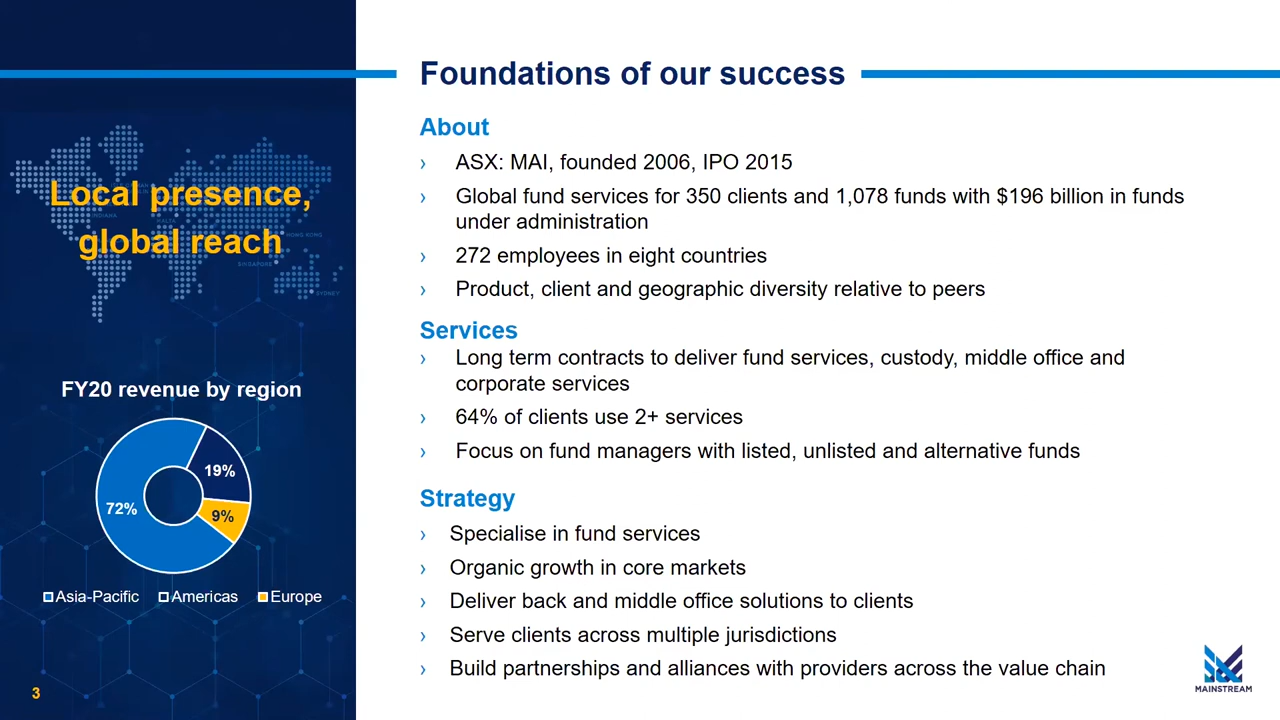 Foundations of our success
Local presence,
global reach
INDIANA
MALTA
HONG KONG
SINGAPORE
SYDNEY
FY20 revenue by region
19%
72%
9%
Asia-Pacific Americas Europe
3
About
› ASX: MAI, founded 2006, IPO 2015
› Global fund services for 350 clients and 1,078 funds with $196 billion in funds
under administration
› 272 employees in eight countries
› Product, client and geographic diversity relative to peers
Services
› Long term contracts to deliver fund services, custody, middle office and
corporate services
› 64% of clients use 2+ services
› Focus on fund managers with listed, unlisted and alternative funds
Strategy
› Specialise in fund services
› Organic growth in core markets
› Deliver back and middle office solutions to clients
› Serve clients across multiple jurisdictions
› Build partnerships and alliances with providers across the value chain
MAINSTREAM